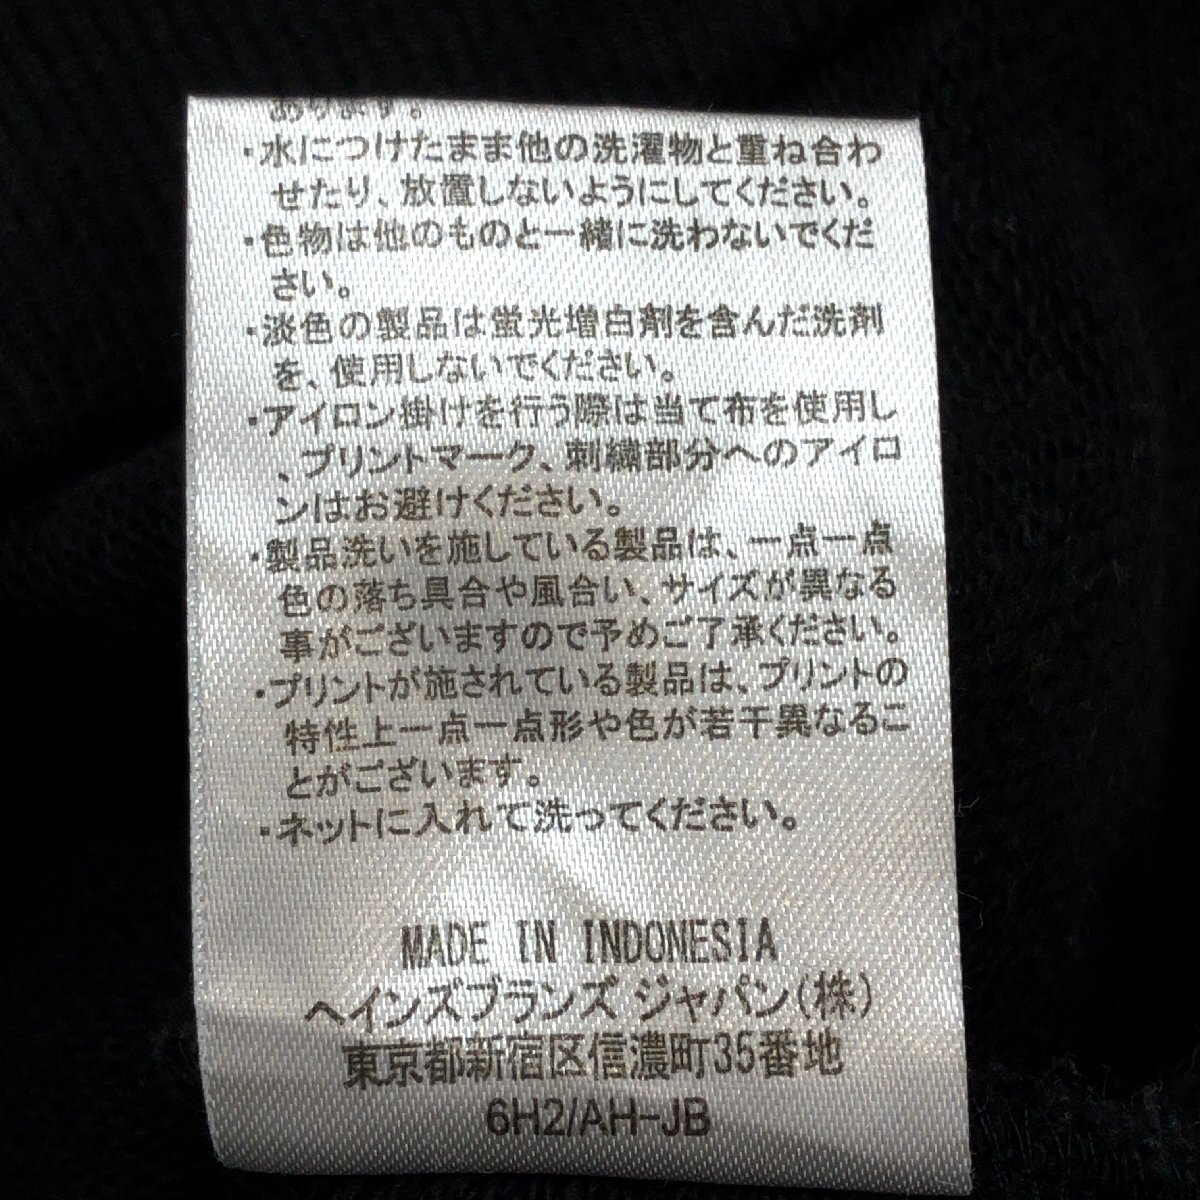 あります。
・水につけたまま他の洗濯物と重ね合わ
せたり、放置しないようにしてください。
・色物は他のものと一緒に洗わないでくだ
さい。
・淡色の製品は蛍光増白剤を含んだ洗剤
を、使用しないでください。
・アイロン掛けを行う際は当て布を使用し
、プリントマーク、刺繍部分へのアイロ
ンはお避けください。
・製品洗いを施している製品は、一点一点
色の落ち具合や風合い、サイズが異なる
事がございますので予めご了承ください。
・プリントが施されている製品は、プリントの
特性上一点一点形や色が若干異なるこ
とがございます。
・ネットに入れて洗ってください。
MADE IN INDONESIA
ヘインズブランズ ジャパン(株)
東京都新宿区信濃町35番地
6H2/AH-JB